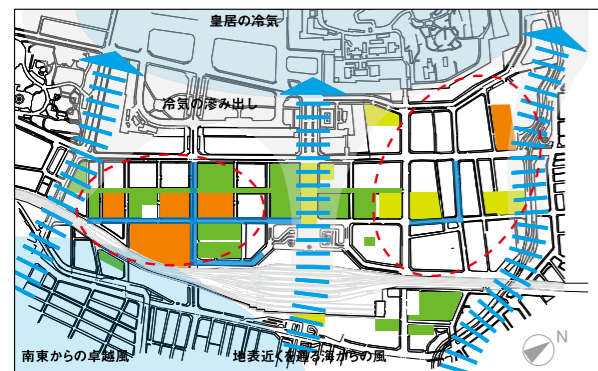 皇居の冷気
冷気の滲み出し
南東からの卓越風
地表近くを通る海からの風
N